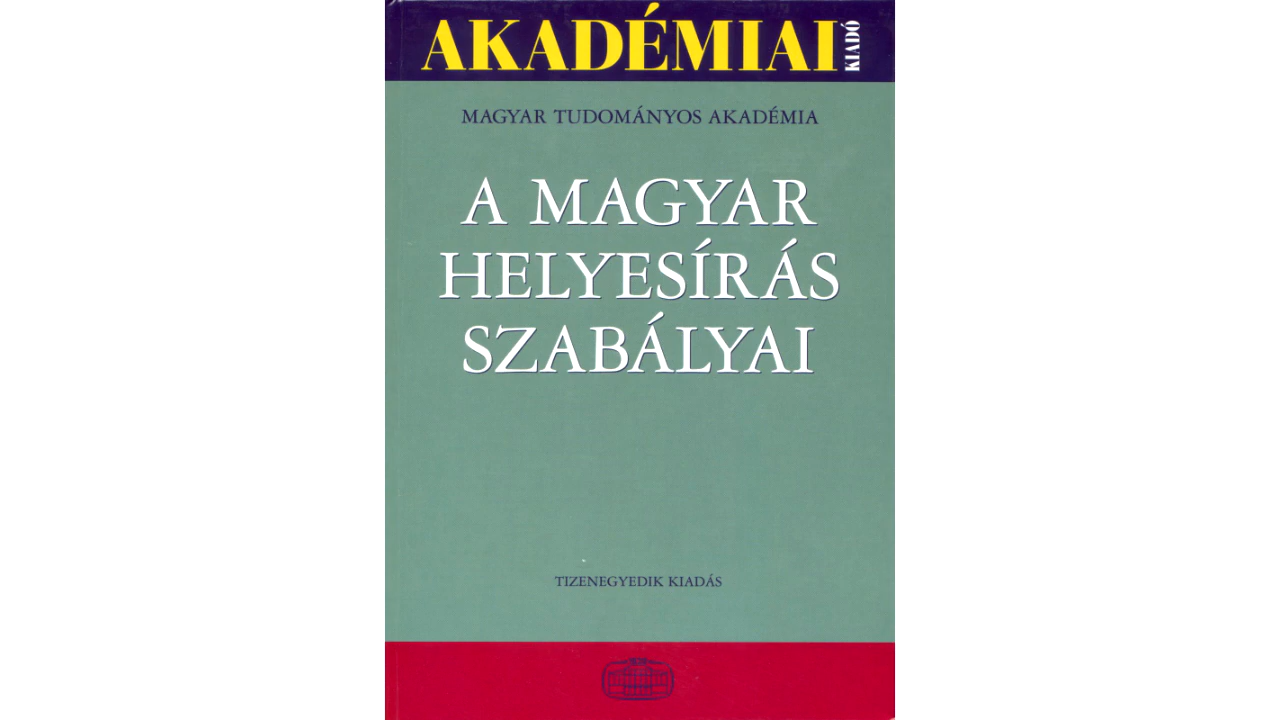 AKADÉMIAI KIADÓ
MAGYAR TUDOMÁNYOS AKADÉMIA
A MAGYAR
HELYESÍRÁS
SZABÁLYAI
TIZENEGYEDIK KIADÁS